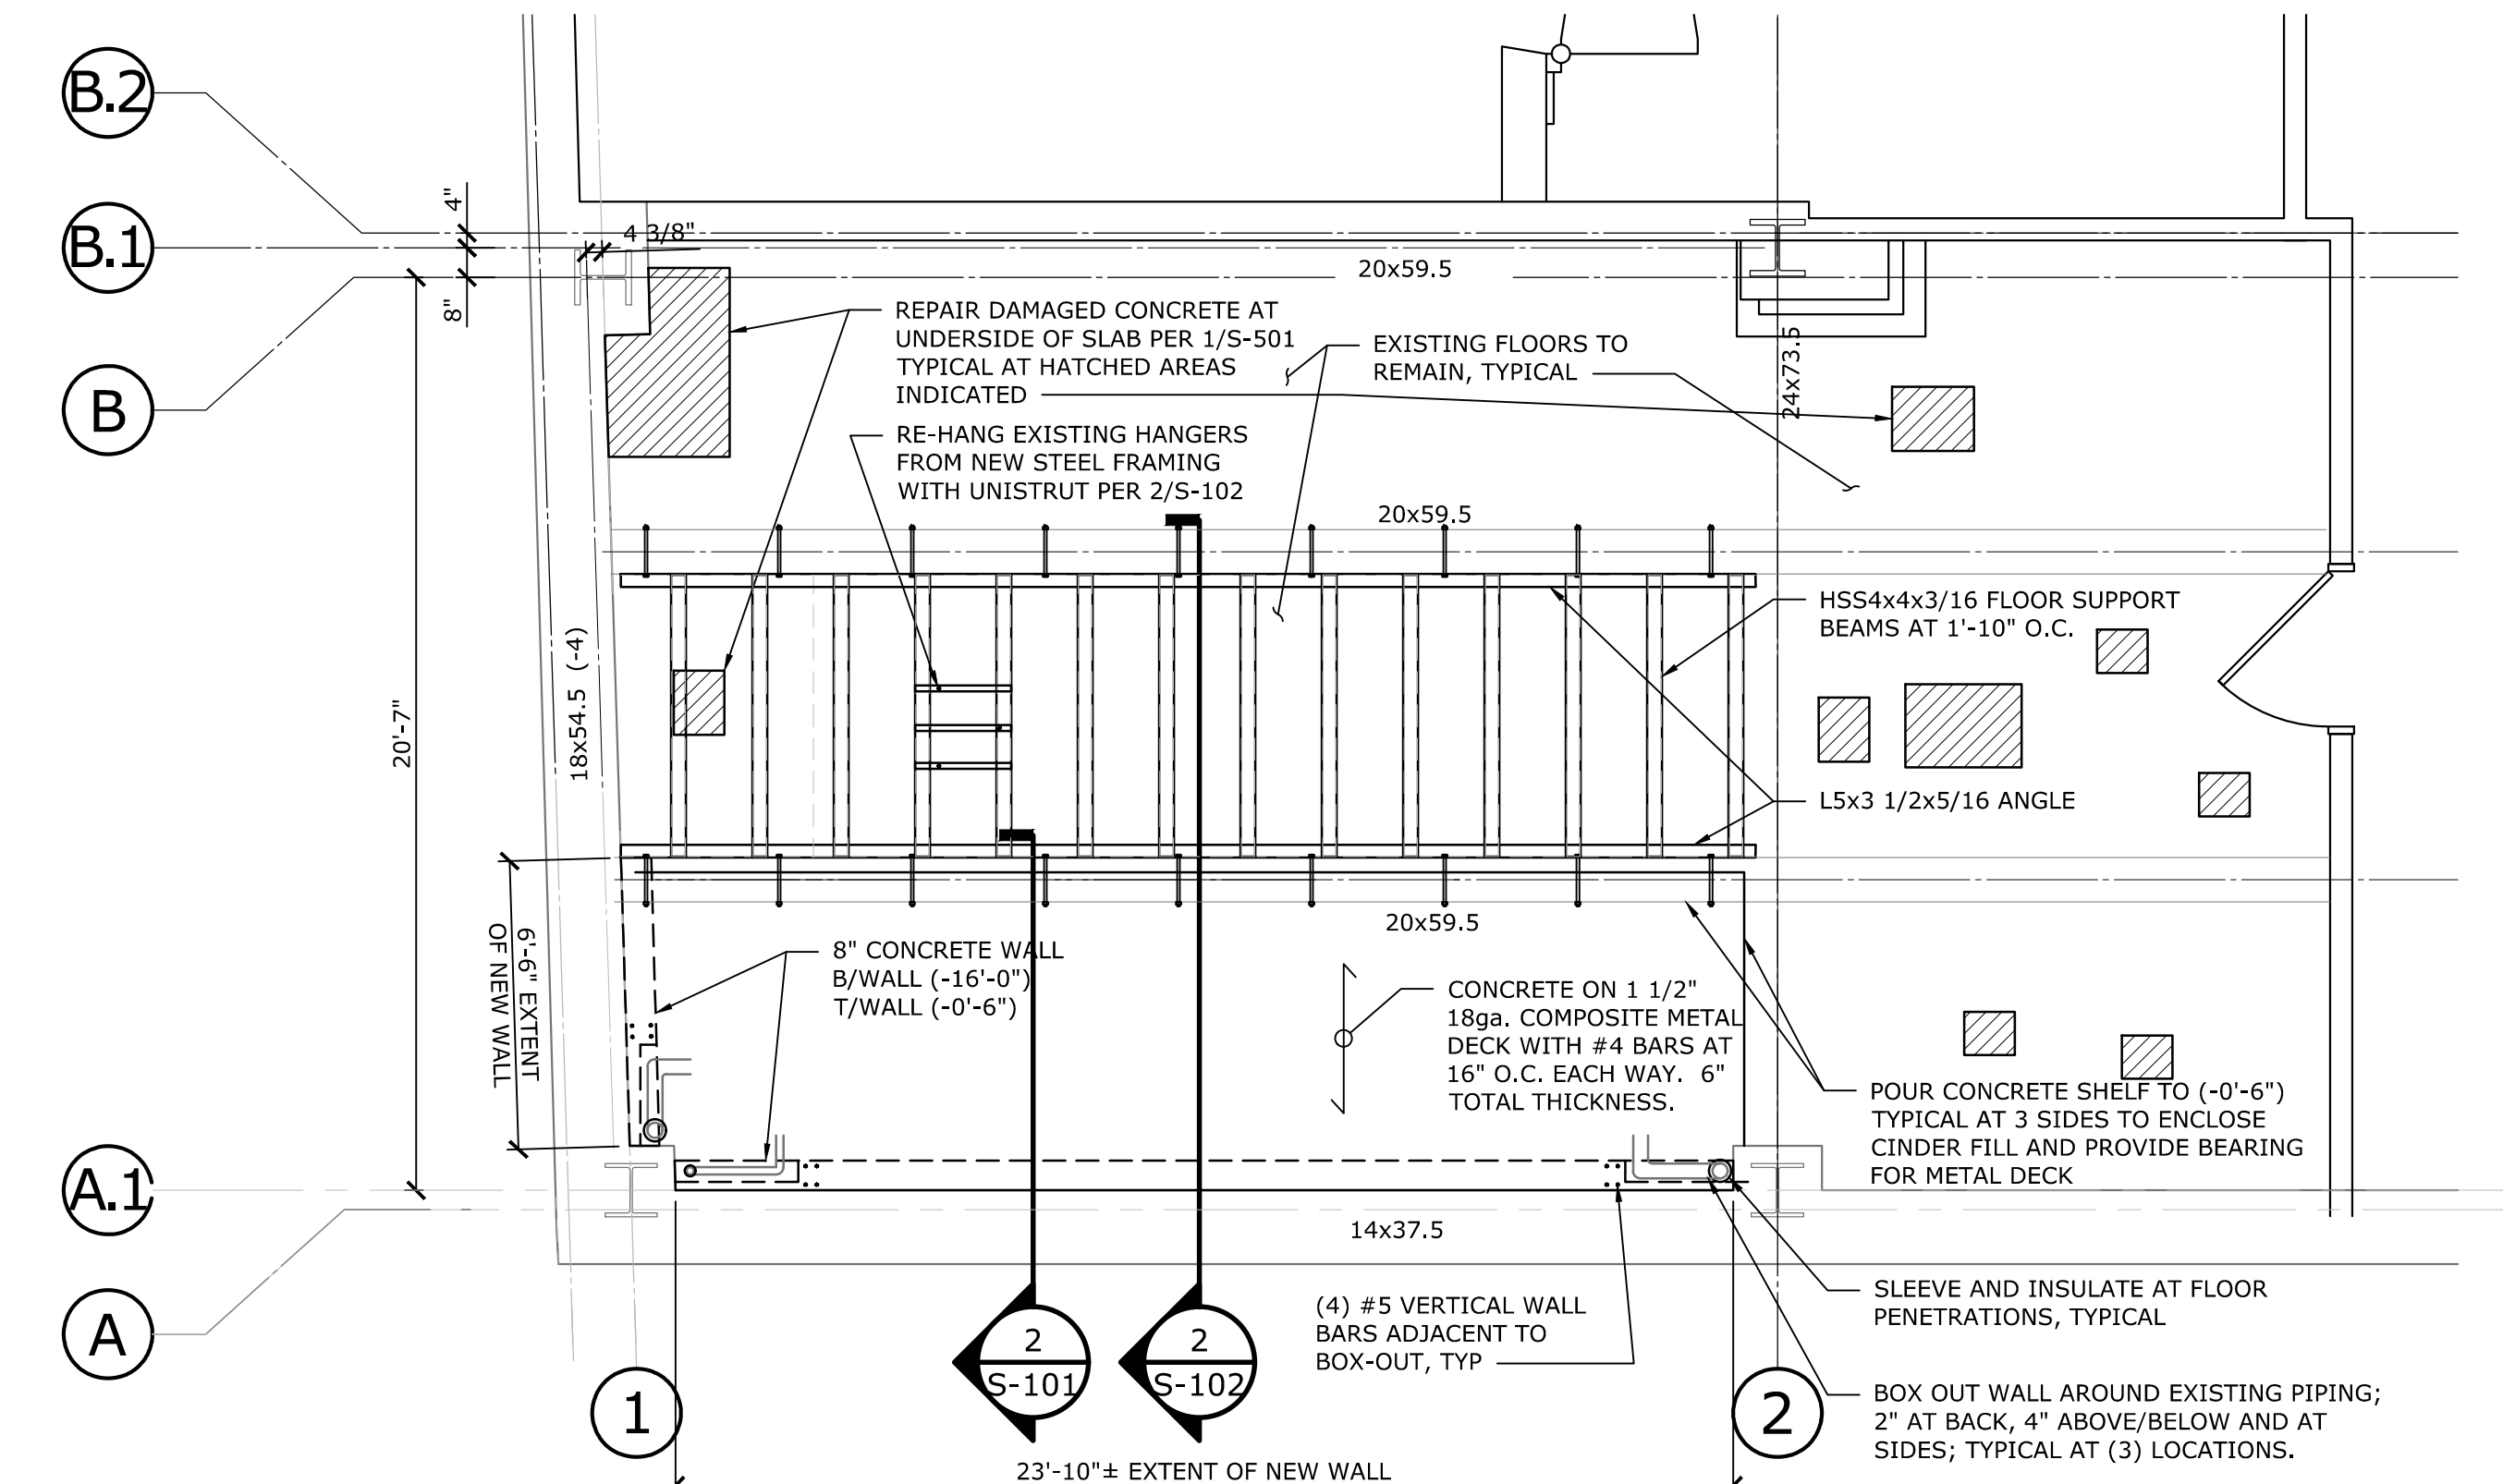 B.2
B.1
B
4"
8"
4 3/8"
20x59.5
24x73.5
REPAIR DAMAGED CONCRETE AT
UNDERSIDE OF SLAB PER 1/S-501
TYPICAL AT HATCHED AREAS
INDICATED
EXISTING FLOORS TO
REMAIN, TYPICAL
RE-HANG EXISTING HANGERS
FROM NEW STEEL FRAMING
WITH UNISTRUT PER 2/S-102
20x59.5
HSS4x4x3/16 FLOOR SUPPORT
BEAMS AT 1'-10" O.C.
18x54.5 (-4)
20'-7"
L5x3 1/2x5/16 ANGLE
20x59.5
6'-6" EXTENT
OF NEW WALL
8" CONCRETE WALL
B/WALL (-16'-0")
T/WALL (-0'-6")
CONCRETE ON 1 1/2"
18ga. COMPOSITE METAL
DECK WITH #4 BARS AT
16" O.C. EACH WAY. 6"
TOTAL THICKNESS.
POUR CONCRETE SHELF TO (-0'-6")
TYPICAL AT 3 SIDES TO ENCLOSE
CINDER FILL AND PROVIDE BEARING
FOR METAL DECK
A.1
A
14x37.5
SLEEVE AND INSULATE AT FLOOR
PENETRATIONS, TYPICAL
(4) #5 VERTICAL WALL
BARS ADJACENT TO
BOX-OUT, TYP
2
S-101
2
S-102
1
2
BOX OUT WALL AROUND EXISTING PIPING;
2" AT BACK, 4" ABOVE/BELOW AND AT
SIDES; TYPICAL AT (3) LOCATIONS.
23'-10"± EXTENT OF NEW WALL